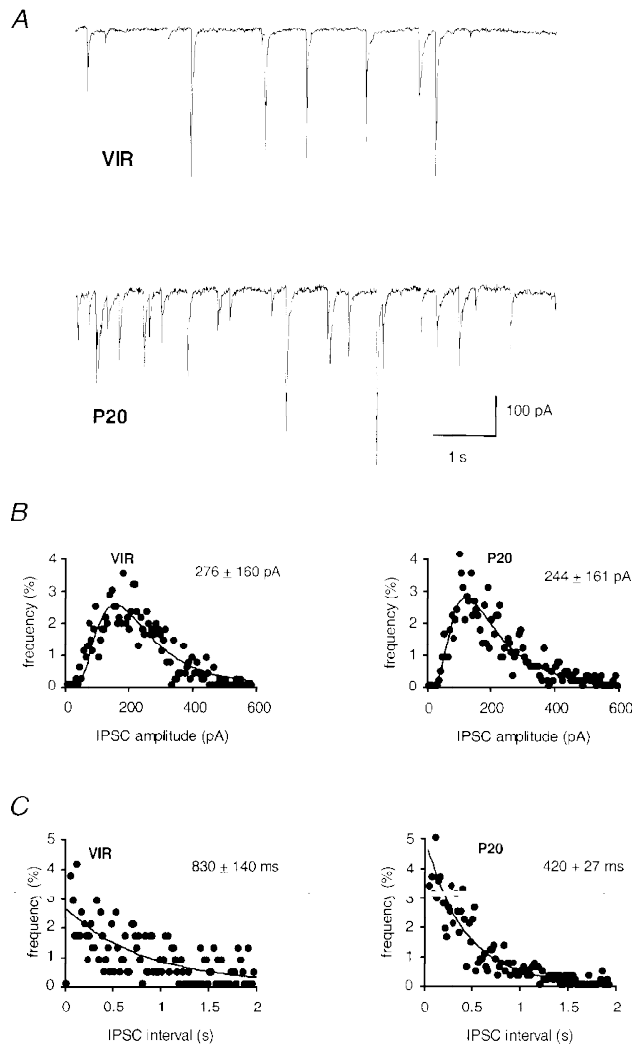 A
VIR
P20
100 pA
1 s
B
VIR
276 ± 160 pA
frequency (%)
4
3
2
1
0
0 200 400 600
IPSC amplitude (pA)
P20
244 ± 161 pA
frequency (%)
4
3
2
1
0
0 200 400 600
IPSC amplitude (pA)
C
VIR
830 ± 140 ms
frequency (%)
5
4
3
2
1
0
0 0.5 1 1.5 2
IPSC interval (s)
P20
420 ± 27 ms
frequency (%)
5
4
3
2
1
0
0 0.5 1 1.5 2
IPSC interval (s)